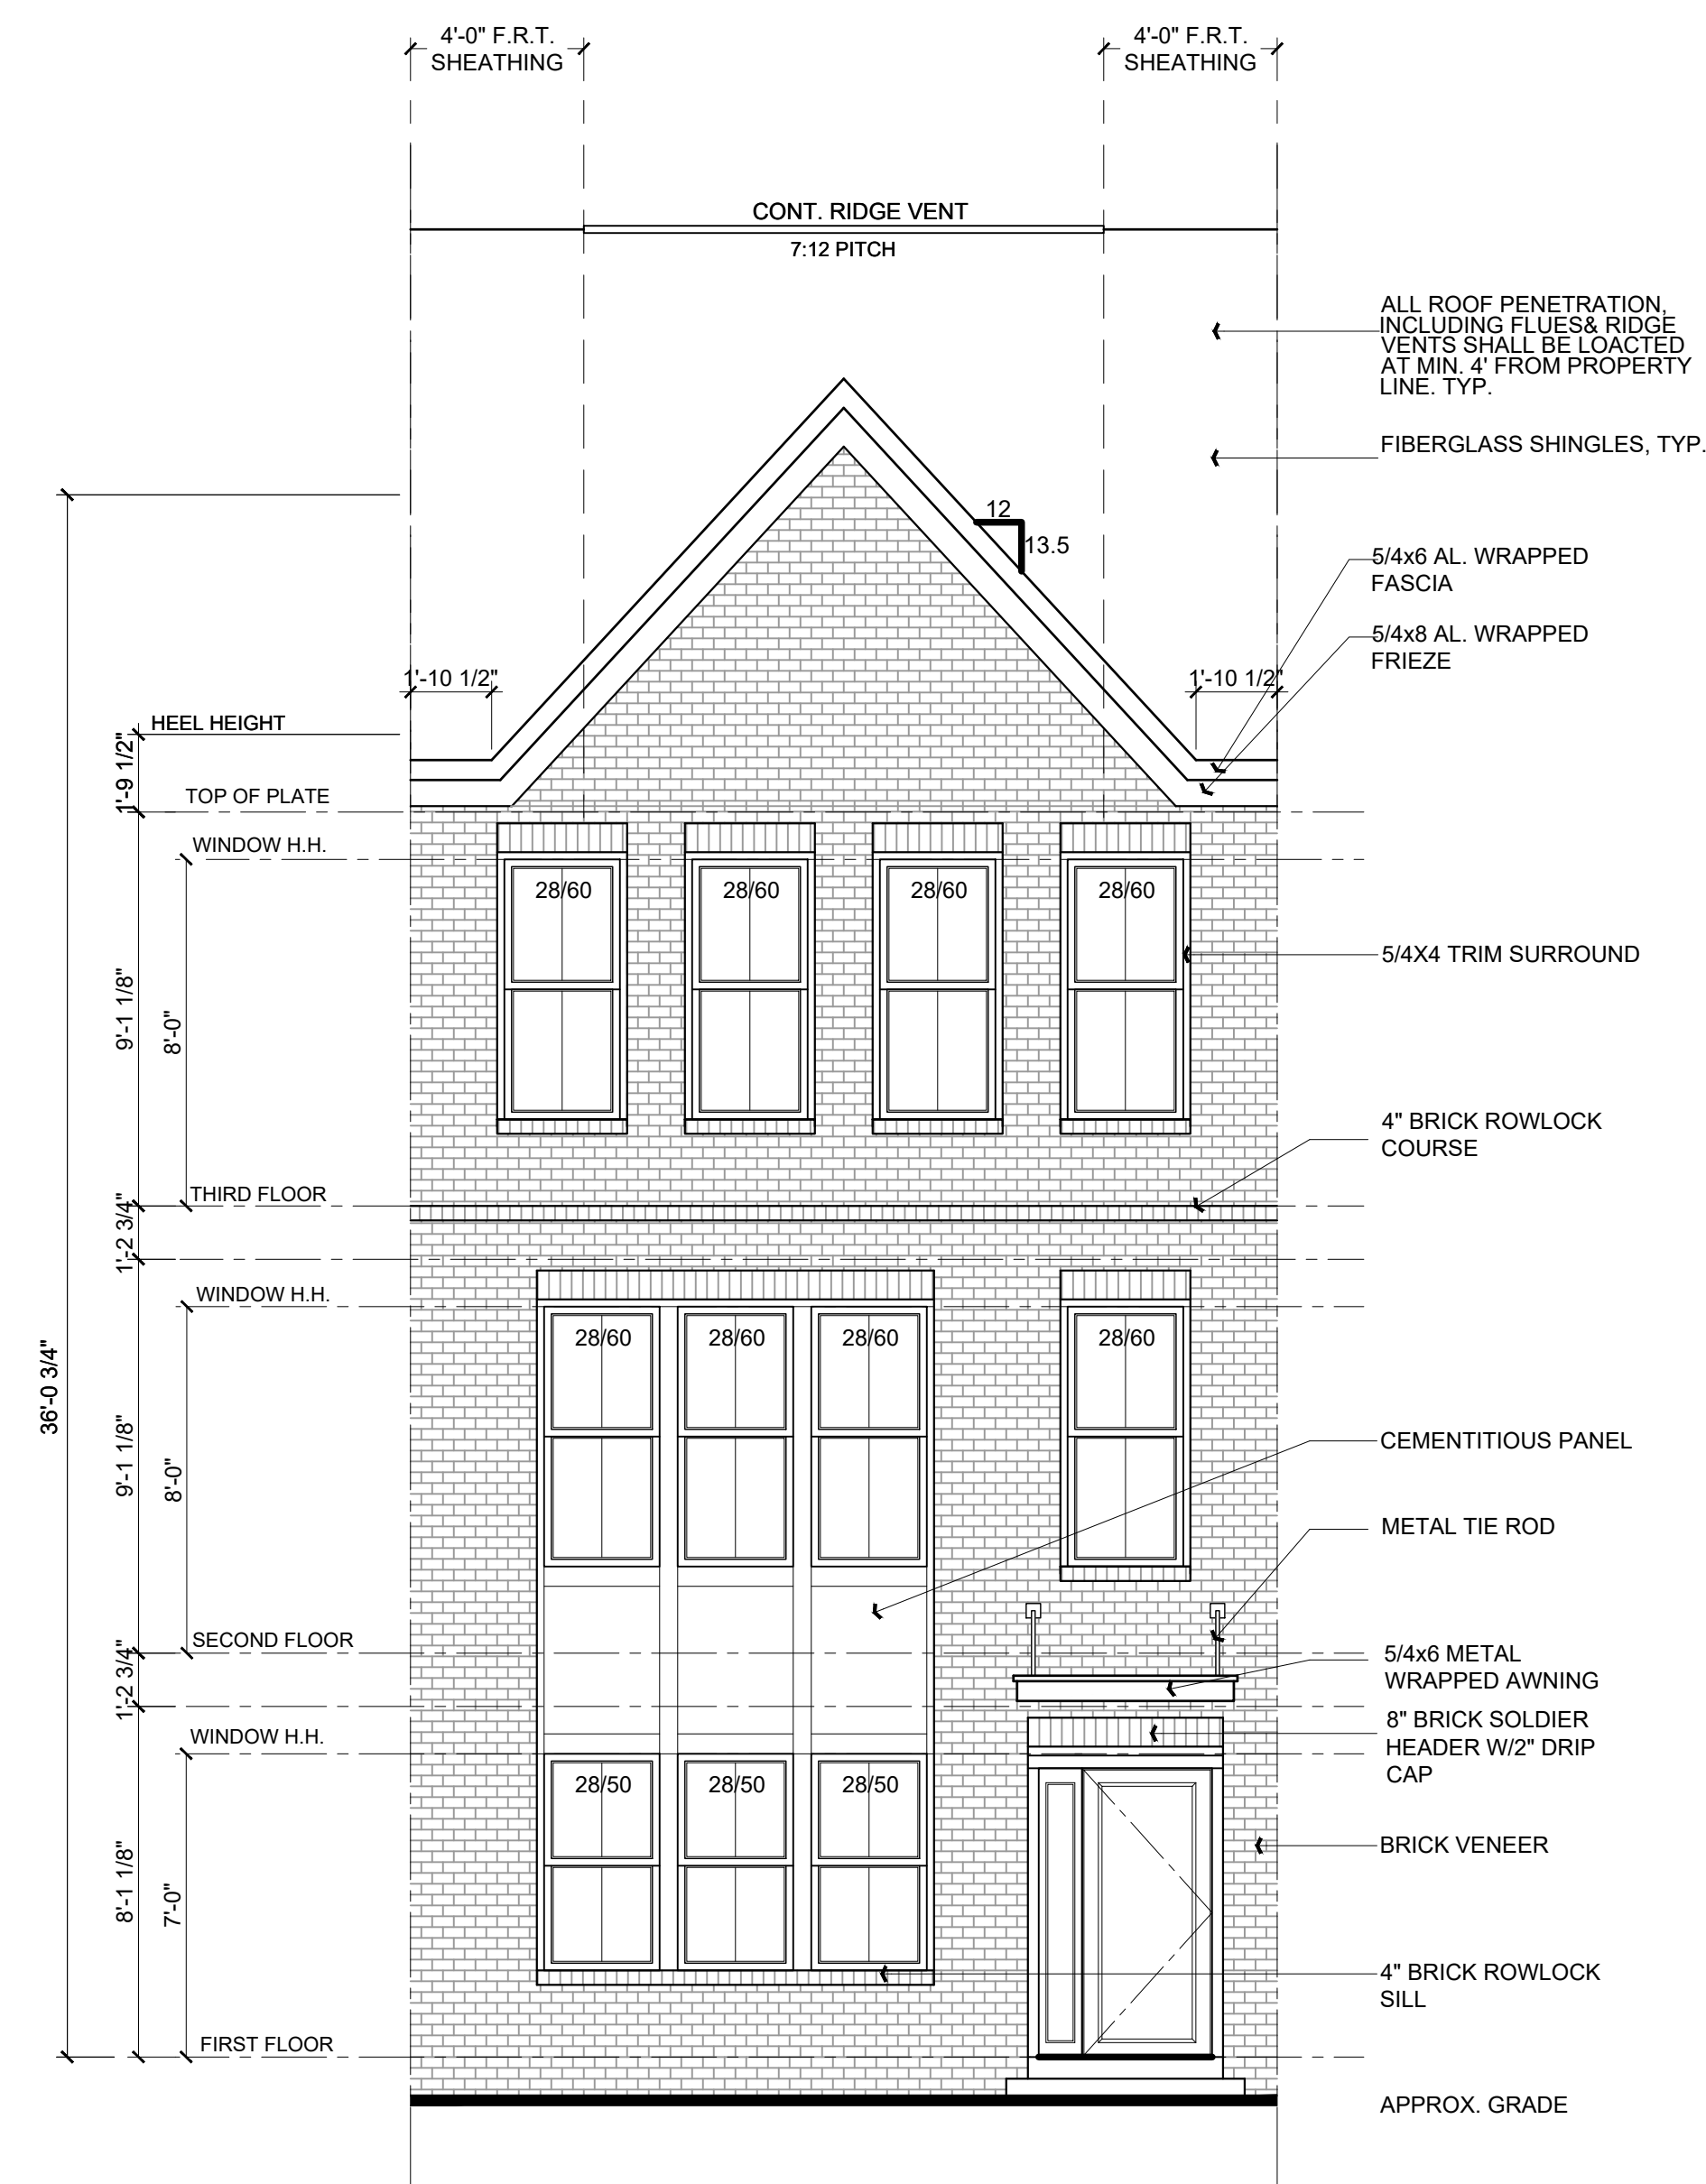 4'-0" F.R.T.
SHEATHING
4'-0" F.R.T.
SHEATHING
CONT. RIDGE VENT
7:12 PITCH
ALL ROOF PENETRATION,
INCLUDING FLUES& RIDGE
VENTS SHALL BE LOACTED
AT MIN. 4' FROM PROPERTY
LINE. TYP.
FIBERGLASS SHINGLES, TYP.
12
13.5
5/4x6 AL. WRAPPED
FASCIA
5/4x8 AL. WRAPPED
FRIEZE
1'-10 1/2"
1'-10 1/2"
HEEL HEIGHT
1'-9 1/2"
TOP OF PLATE
WINDOW H.H.
28/60
28/60
28/60
28/60
5/4X4 TRIM SURROUND
9'-1 1/8"
8'-0"
4" BRICK ROWLOCK
COURSE
THIRD FLOOR
1'-2 3/4"
WINDOW H.H.
28/60
28/60
28/60
28/60
36'-0 3/4"
9'-1 1/8"
8'-0"
CEMENTITIOUS PANEL
METAL TIE ROD
SECOND FLOOR
1'-2 3/4"
5/4x6 METAL
WRAPPED AWNING
8" BRICK SOLDIER
HEADER W/2" DRIP
CAP
WINDOW H.H.
28/50
28/50
28/50
BRICK VENEER
8'-1 1/8"
7'-0"
4" BRICK ROWLOCK
SILL
FIRST FLOOR
APPROX. GRADE